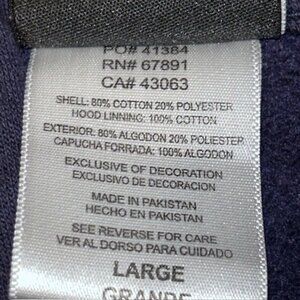 PO# 41384
RN# 67891
CA# 43063
SHELL: 80% COTTON 20% POLYESTER
HOOD LINNING: 100% COTTON
EXTERIOR: 80% ALGODON 20% POLIESTER
CAPUCHA FORRADA: 100% ALGODON
EXCLUSIVE OF DECORATION
EXCLUSIVO DE DECORACION
MADE IN PAKISTAN
HECHO EN PAKISTAN
SEE REVERSE FOR CARE
VER AL DORSO PARA CUIDADO
LARGE
GRANDE